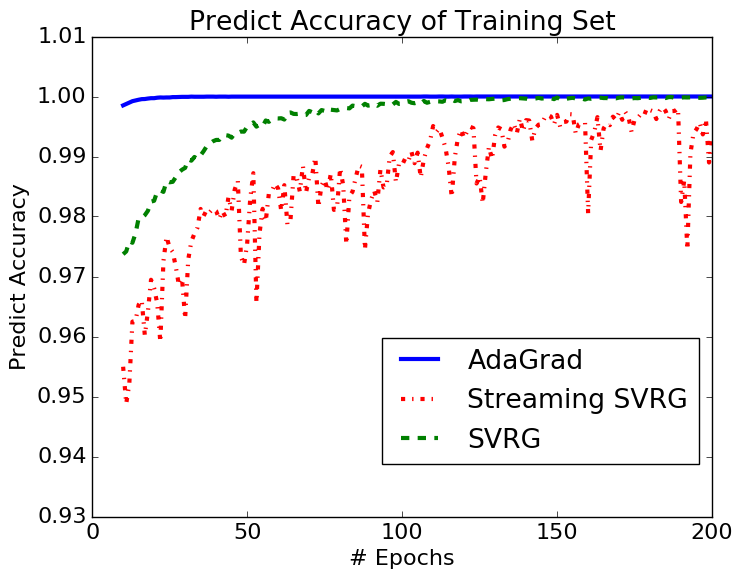 Predict Accuracy of Training Set
1.01
1.00
0.99
0.98
0.97
0.96
0.95
0.94
0.93
Predict Accuracy
AdaGrad
Streaming SVRG
SVRG
0 50 100 150 200
# Epochs